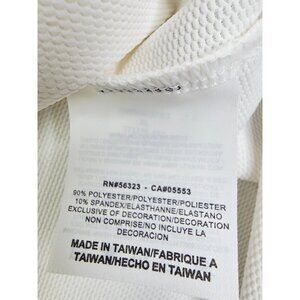 RN#56323 - CA#05553
90% POLYESTER/POLYESTER/POLIESTER
10% SPANDEX/ELASTHANNE/ELASTANO
EXCLUSIVE OF DECORATION/DECORATION
NON COMPRISE/NO INCLUYE LA
DECORACION
MADE IN TAIWAN/FABRIQUE A
TAIWAN/HECHO EN TAIWAN